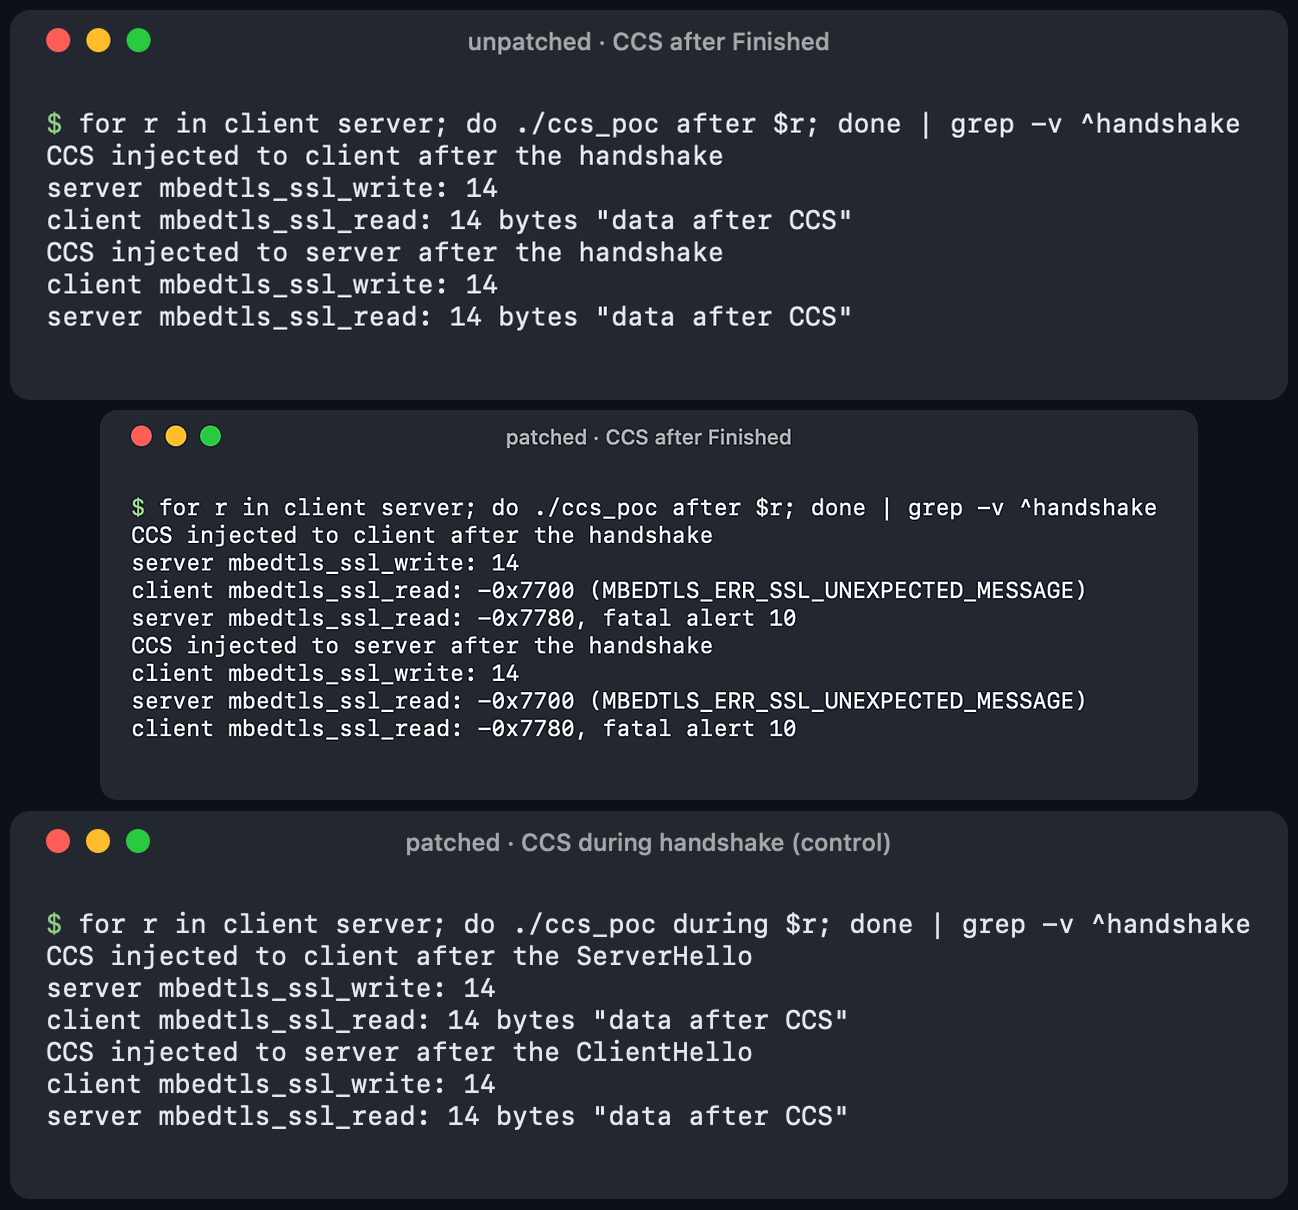 unpatched · CCS after Finished
$ for r in client server; do ./ccs_poc after $r; done | grep -v ^handshake
CCS injected to client after the handshake
server mbedtls_ssl_write: 14
client mbedtls_ssl_read: 14 bytes "data after CCS"
CCS injected to server after the handshake
client mbedtls_ssl_write: 14
server mbedtls_ssl_read: 14 bytes "data after CCS"
patched · CCS after Finished
$ for r in client server; do ./ccs_poc after $r; done | grep -v ^handshake
CCS injected to client after the handshake
server mbedtls_ssl_write: 14
client mbedtls_ssl_read: -0x7700 (MBEDTLS_ERR_SSL_UNEXPECTED_MESSAGE)
server mbedtls_ssl_read: -0x7780, fatal alert 10
CCS injected to server after the handshake
client mbedtls_ssl_write: 14
server mbedtls_ssl_read: -0x7700 (MBEDTLS_ERR_SSL_UNEXPECTED_MESSAGE)
client mbedtls_ssl_read: -0x7780, fatal alert 10
patched · CCS during handshake (control)
$ for r in client server; do ./ccs_poc during $r; done | grep -v ^handshake
CCS injected to client after the ServerHello
server mbedtls_ssl_write: 14
client mbedtls_ssl_read: 14 bytes "data after CCS"
CCS injected to server after the ClientHello
client mbedtls_ssl_write: 14
server mbedtls_ssl_read: 14 bytes "data after CCS"